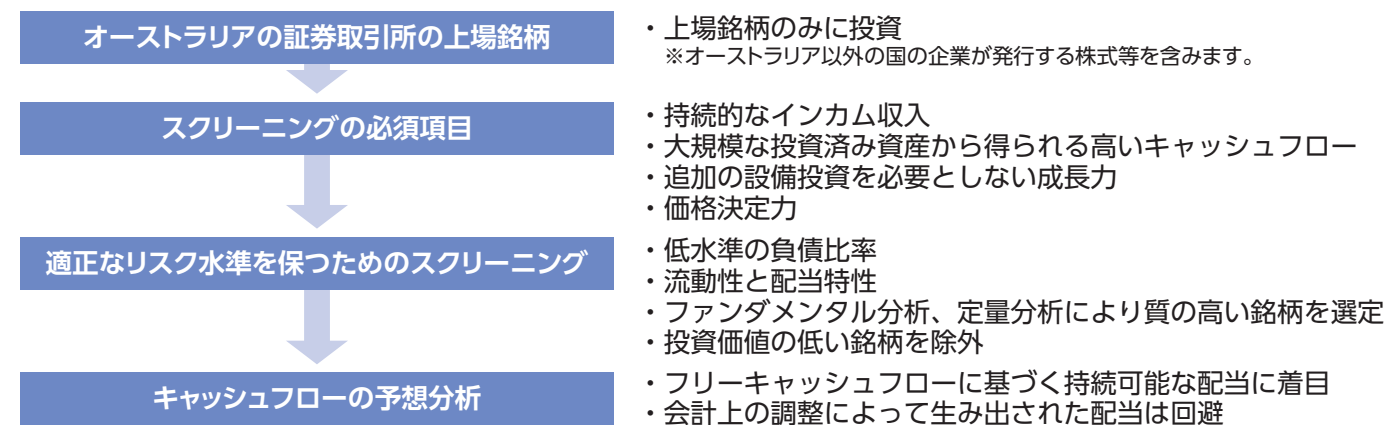 オーストラリアの証券取引所の上場銘柄
・上場銘柄のみに投資
※オーストラリア以外の国の企業が発行する株式等を含みます。
スクリーニングの必須項目
・持続的なインカム収入
・大規模な投資済み資産から得られる高いキャッシュフロー
・追加の設備投資を必要としない成長力
・価格決定力
適正なリスク水準を保つためのスクリーニング
・低水準の負債比率
・流動性と配当特性
・ファンダメンタル分析、定量分析により質の高い銘柄を選定
・投資価値の低い銘柄を除外
キャッシュフローの予想分析
・フリーキャッシュフローに基づく持続可能な配当に着目
・会計上の調整によって生み出された配当は回避